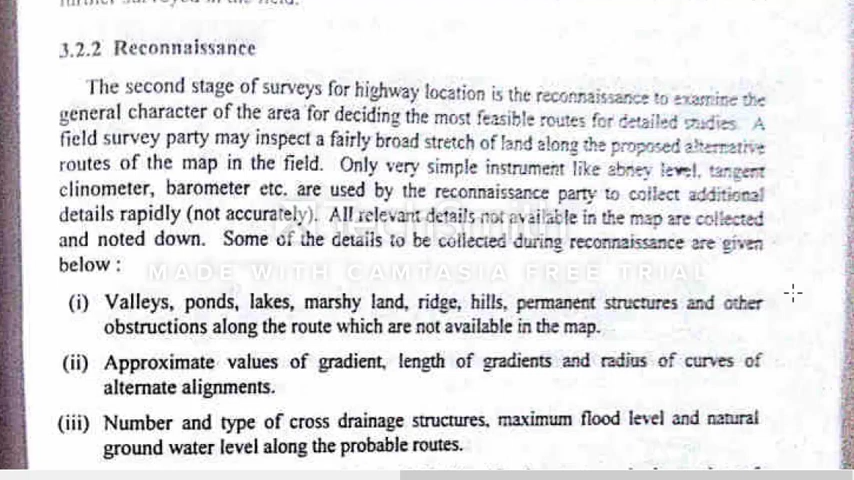 3.2.2 Reconnaissance
The second stage of surveys for highway location is the reconnaissance to examine the
general character of the area for deciding the most feasible routes for detailed studies. A
field survey party may inspect a fairly broad stretch of land along the proposed alternative
routes of the map in the field. Only very simple instrument like abney level, tangent
clinometer, barometer etc. are used by the reconnaissance party to collect additional
details rapidly (not accurately). All relevant details not available in the map are collected
and noted down. Some of the details to be collected during reconnaissance are given
below :
MADE WITH CAMTASIA FREE TRIAL
(i) Valleys, ponds, lakes, marshy land, ridge, hills, permanent structures and other
obstructions along the route which are not available in the map.
(ii) Approximate values of gradient, length of gradients and radius of curves of
alternate alignments.
(iii) Number and type of cross drainage structures, maximum flood level and natural
ground water level along the probable routes.